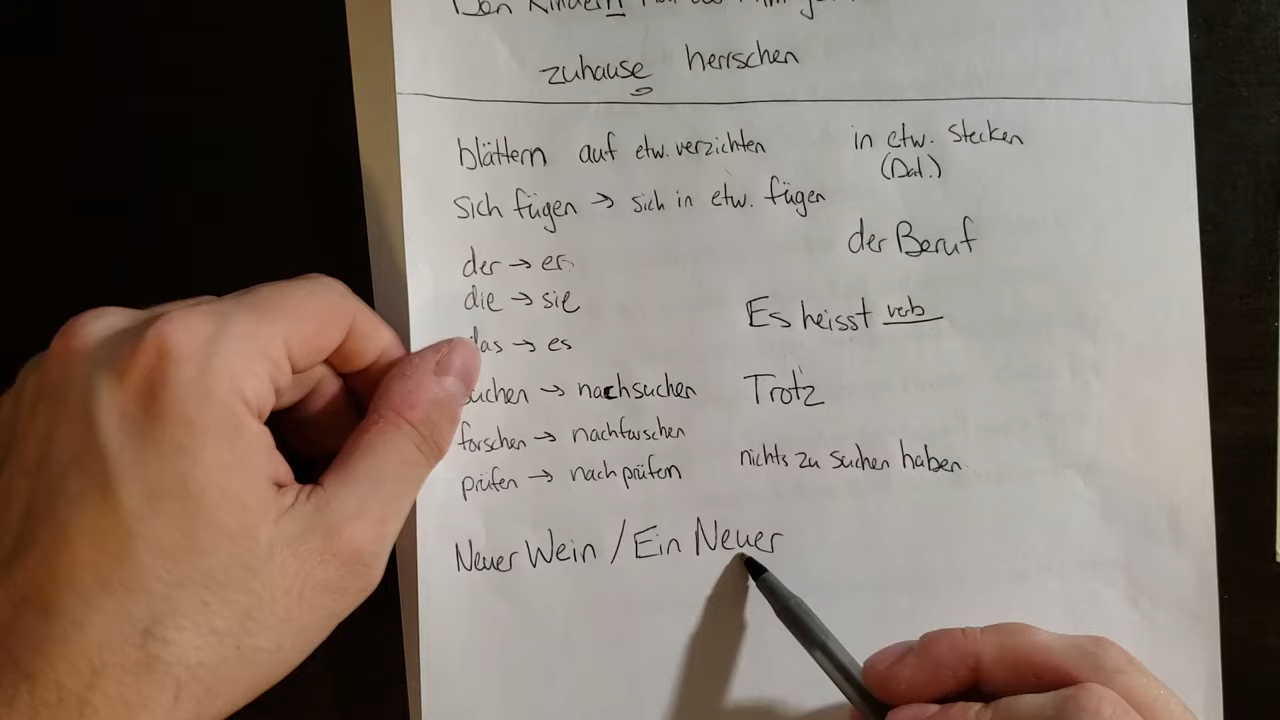 Den Kindern
zuhause herrschen
blättern auf etw. verzichten
in etw. stecken
(Dat.)
sich fügen → sich in etw. fügen
der Beruf
der → er
die → sie
das → es
Es heisst verb
suchen → nachsuchen
Trotz
forschen → nachforschen
nichts zu suchen haben
prüfen → nachprüfen
Neuer Wein / Ein Neuer